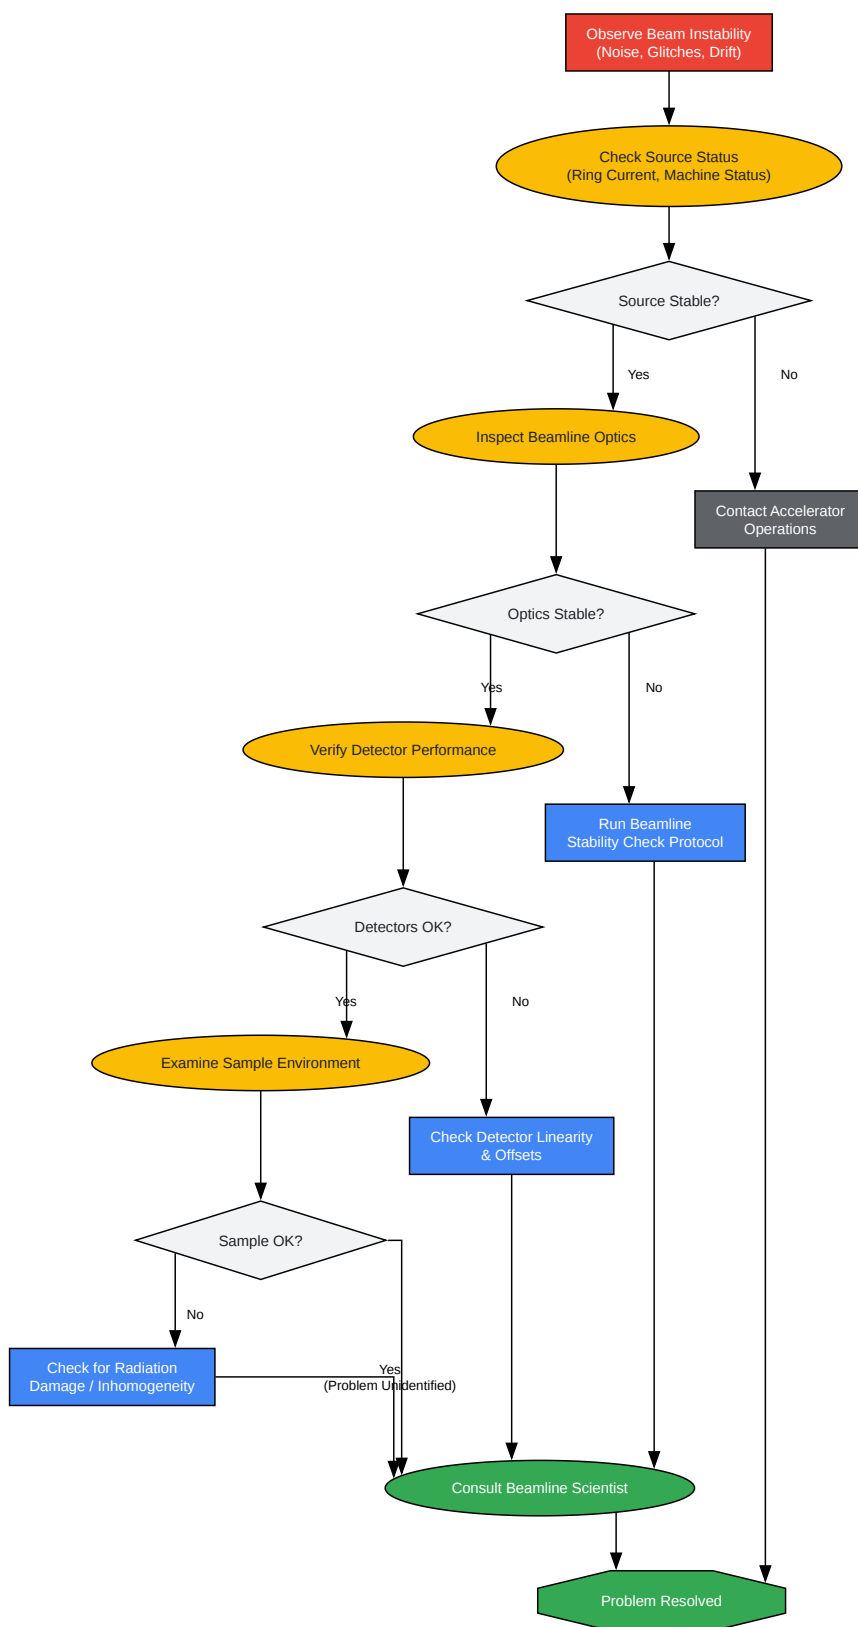 Observe Beam Instability
(Noise, Glitches, Drift)
Check Source Status
(Ring Current, Machine Status)
Source Stable?
Yes
No
Inspect Beamline Optics
Contact Accelerator
Operations
Optics Stable?
Yes
No
Verify Detector Performance
Run Beamline
Stability Check Protocol
Detectors OK?
Yes
No
Examine Sample Environment
Check Detector Linearity
& Offsets
Sample OK?
No
Check for Radiation
Damage / Inhomogeneity
Yes
(Problem Unidentified)
Consult Beamline Scientist
Problem Resolved